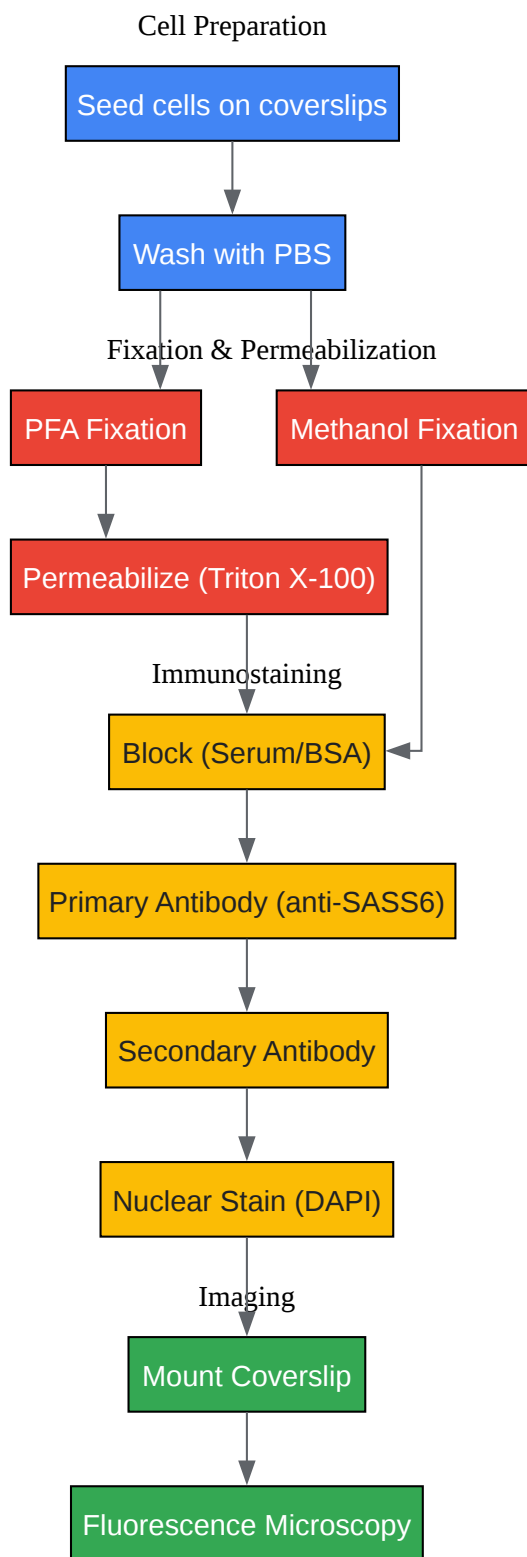 Cell Preparation
Seed cells on coverslips
Wash with PBS
Fixation & Permeabilization
PFA Fixation
Methanol Fixation
Permeabilize (Triton X-100)
Immunostaining
Block (Serum/BSA)
Primary Antibody (anti-SASS6)
Secondary Antibody
Nuclear Stain (DAPI)
Imaging
Mount Coverslip
Fluorescence Microscopy